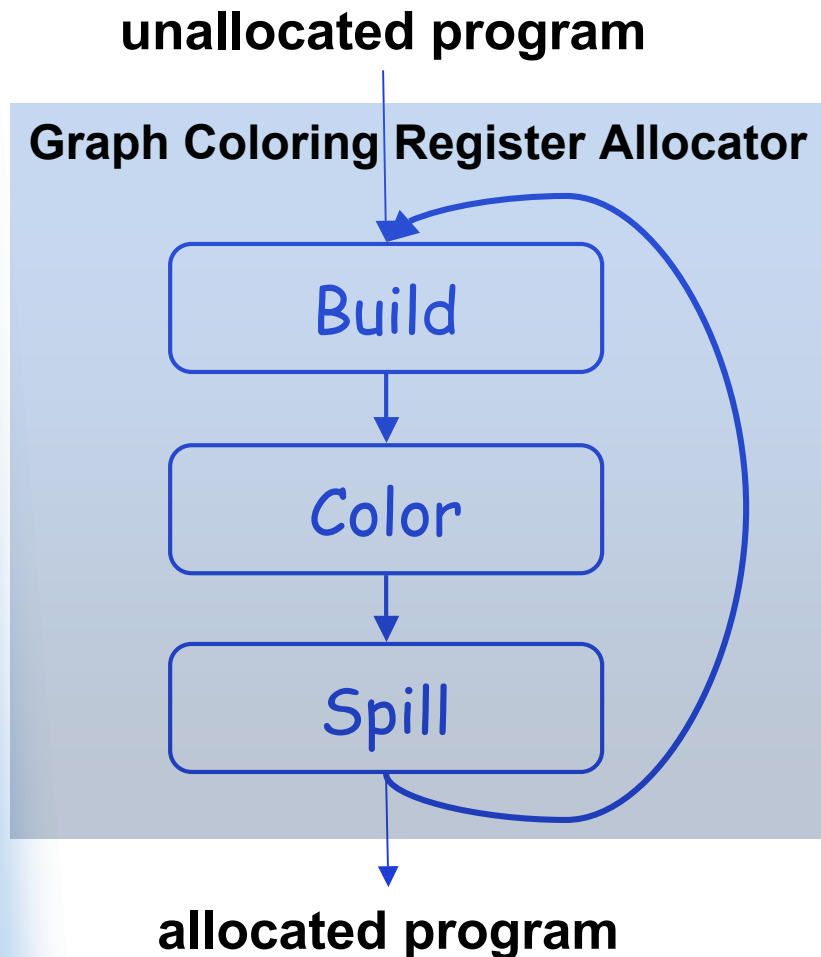 unallocated program
Graph Coloring Register Allocator
Build
Color
Spill
allocated program